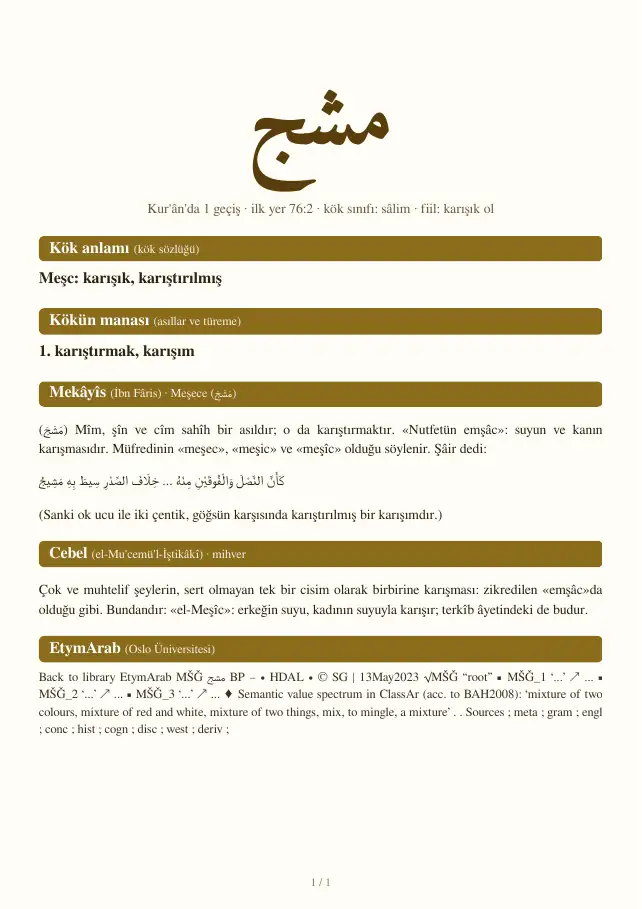 مشج
Kur'ân'da 1 geçiş · ilk yer 76:2 · kök sınıfı: sâlim · fiil: karışık ol
Kök anlamı (kök sözlüğü)
Meşc: karışık, karıştırılmış
Kökün manası (asıllar ve türeme)
1. karıştırmak, karışım
Mekâyîs (İbn Fâris) · Meşece (مَشَجَ)
(مَشَجَ) Mîm, şîn ve cîm sahîh bir asıldır; o da karıştırmaktır. «Nutfetün emşâc»: suyun ve kanın
karışmasıdır. Müfredinin «meşec», «meşic» ve «meşîc» olduğu söylenir. Şâir dedi:
كَأَنَّ النَّصْلَ وَالْفُوقَيْنِ مِنْهُ ... خِلَافَ الصَّدْرِ سِيطَ بِهِ مَشِيجُ
(Sanki ok ucu ile iki çentik, göğsün karşısında karıştırılmış bir karışımdır.)
Cebel (el-Mu'cemü'l-İştikâkî) · mihver
Çok ve muhtelif şeylerin, sert olmayan tek bir cisim olarak birbirine karışması: zikredilen «emşâc»da
olduğu gibi. Bundandır: «el-Meşîc»: erkeğin suyu, kadının suyuyla karışır; terkîb âyetindeki de budur.
EtymArab (Oslo Üniversitesi)
Back to library EtymArab MŠǦ مشج BP – • HDAL • © SG | 13May2023 √MŠǦ “root” ▪ MŠǦ_1 ‘...’ ↗ ... ▪
MŠǦ_2 ‘...’ ↗ ... ▪ MŠǦ_3 ‘...’ ↗ ... ♦ Semantic value spectrum in ClassAr (acc. to BAH2008): ‘mixture of two
colours, mixture of red and white, mixture of two things, mix, to mingle, a mixture’ . . Sources ; meta ; gram ; engl
; conc ; hist ; cogn ; disc ; west ; deriv ;
1 / 1